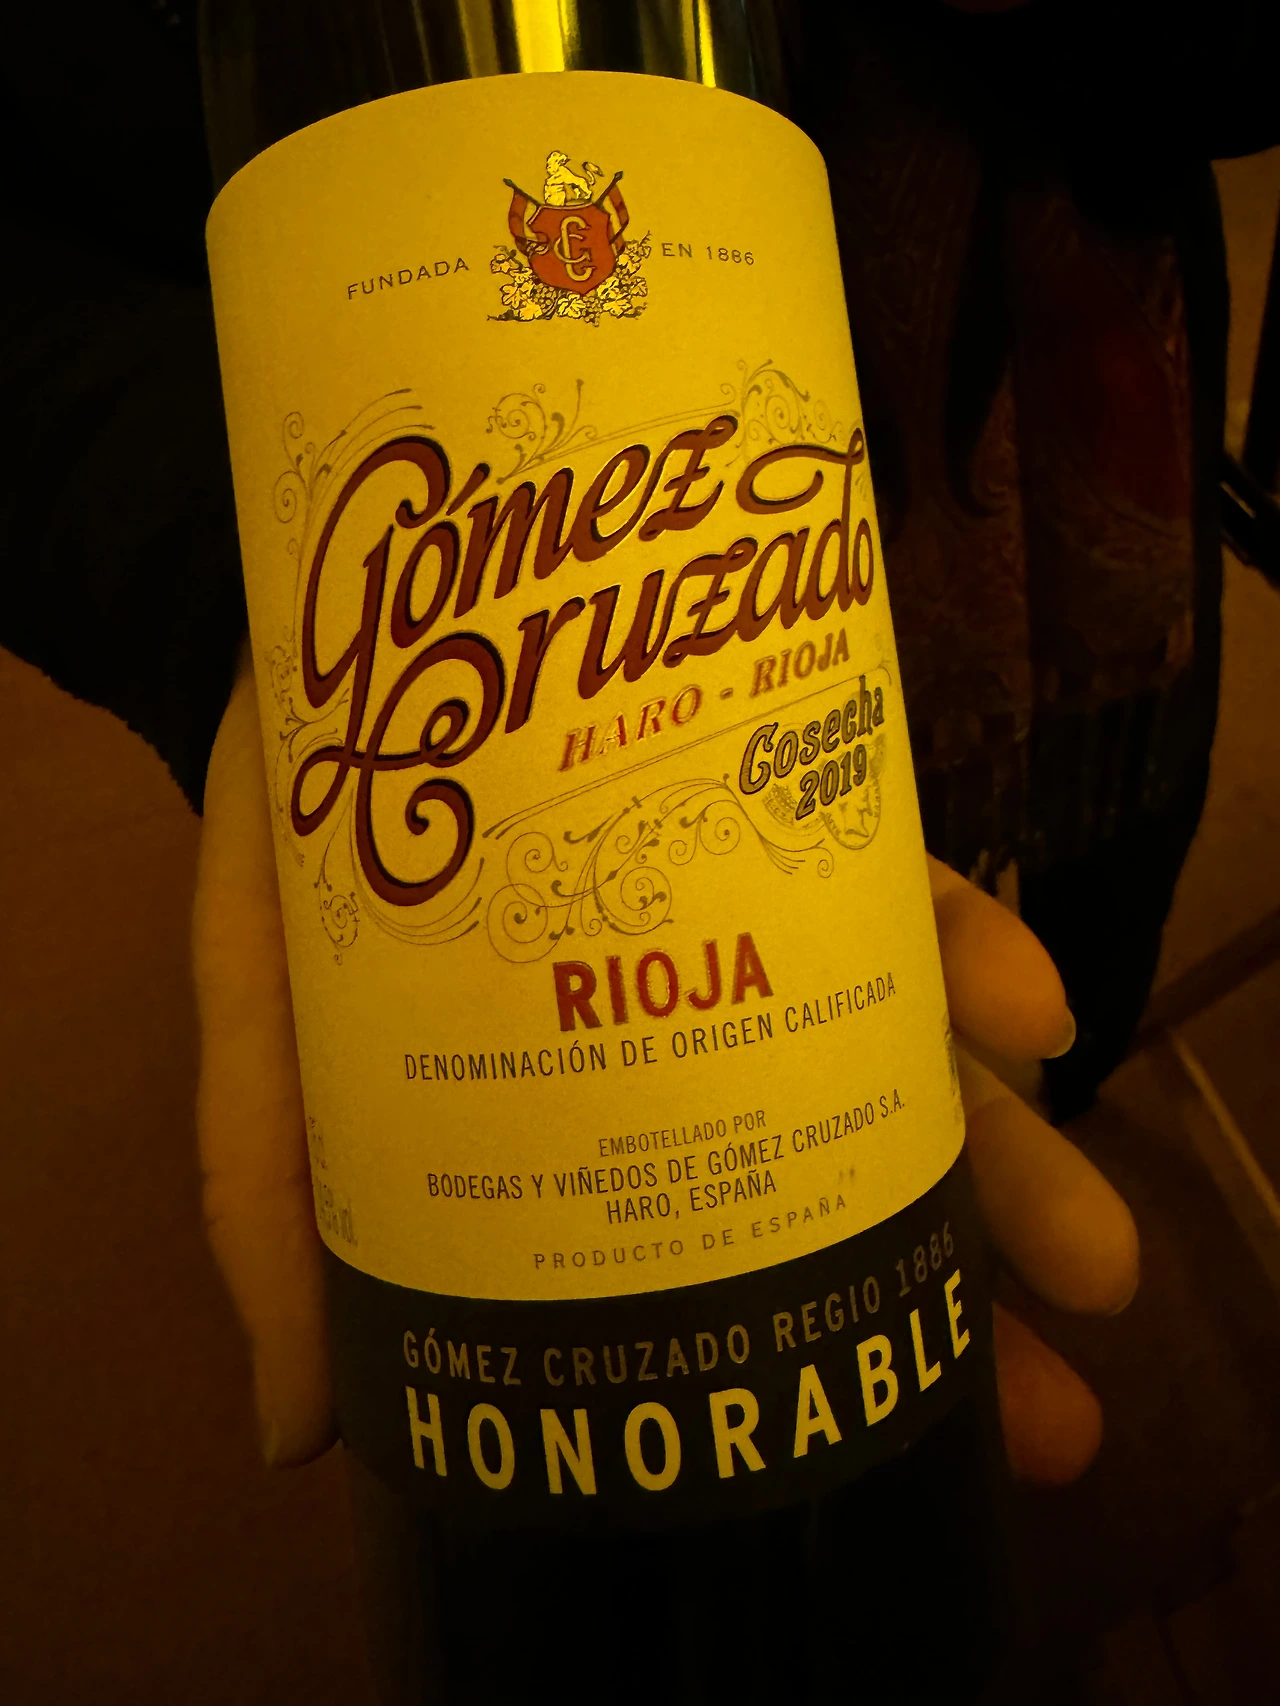 FUNDADA EN 1886
Gómez
Cruzado
HARO - RIOJA
Cosecha
2019
RIOJA
DENOMINACIÓN DE ORIGEN CALIFICADA
EMBOTELLADO POR
BODEGAS Y VIÑEDOS DE GÓMEZ CRUZADO S.A.
HARO, ESPAÑA
PRODUCTO DE ESPAÑA
GÓMEZ CRUZADO REGIO 1886
HONORABLE